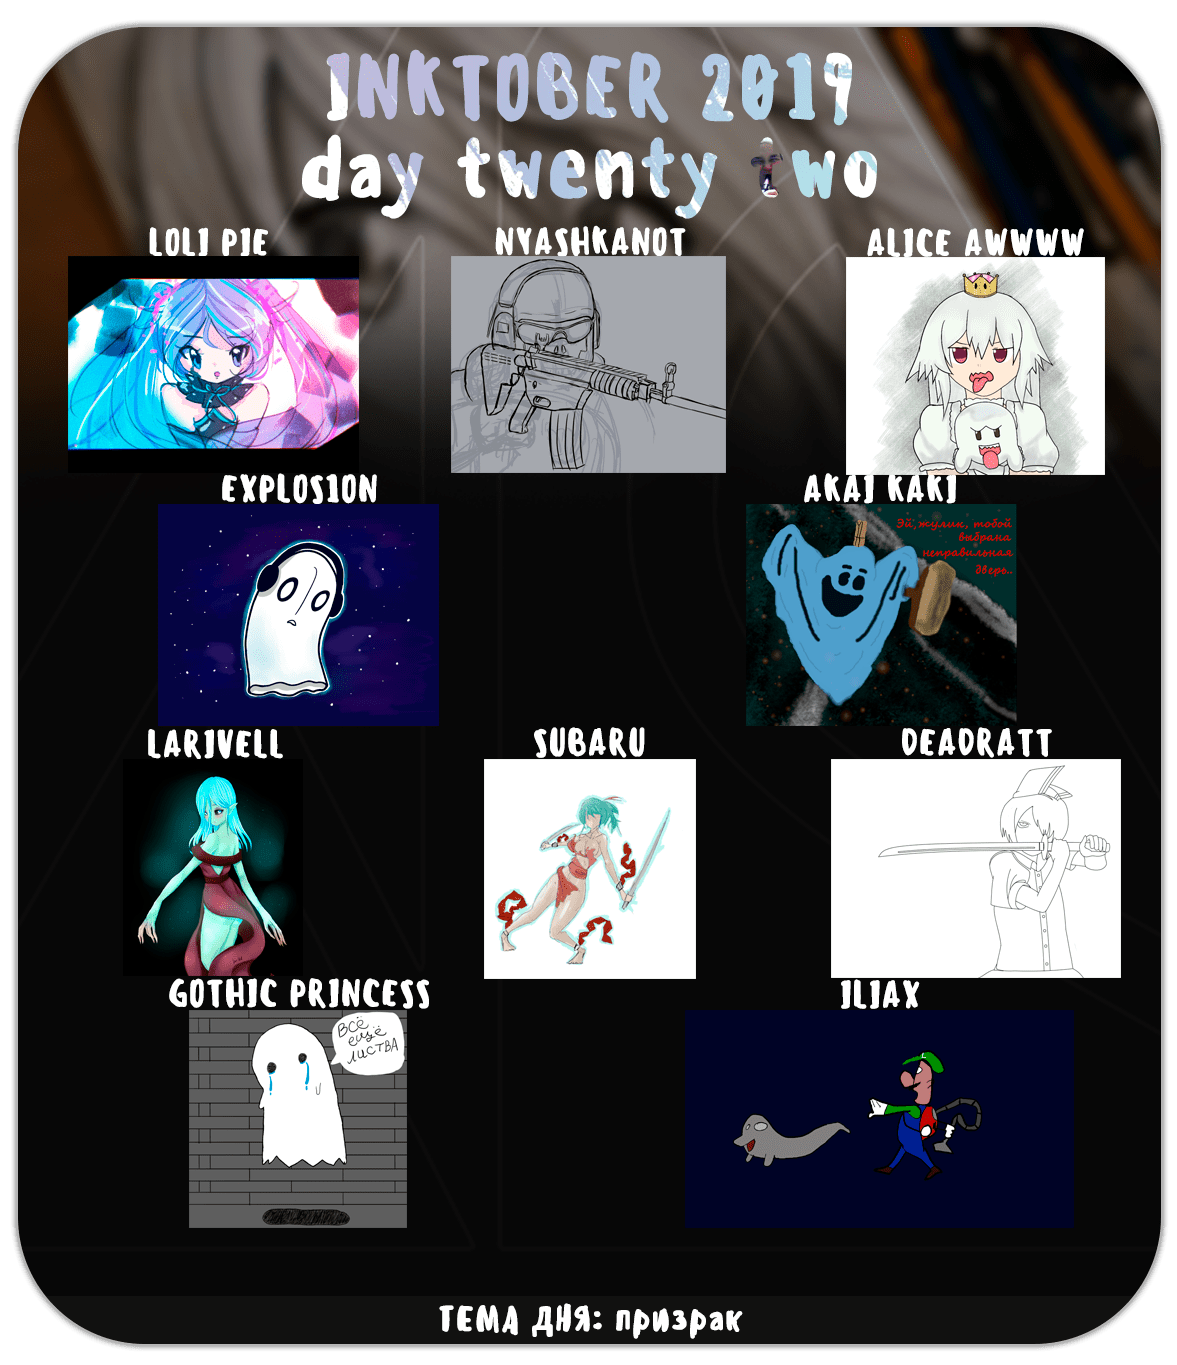 INKTOBER 2019
day twenty two
LOLI PIE
NYASHKANOT
ALICE AWWWW
EXPLOSION
AKAI KAKI
Эй, жулик, тобой
выбрана
неправильная
дверь..
LARIVELL
SUBARU
DEADRATT
GOTHIC PRINCESS
ВСЁ
ещё
ЛИСТВА
ILIAX
ТЕМА ДНЯ: призрак